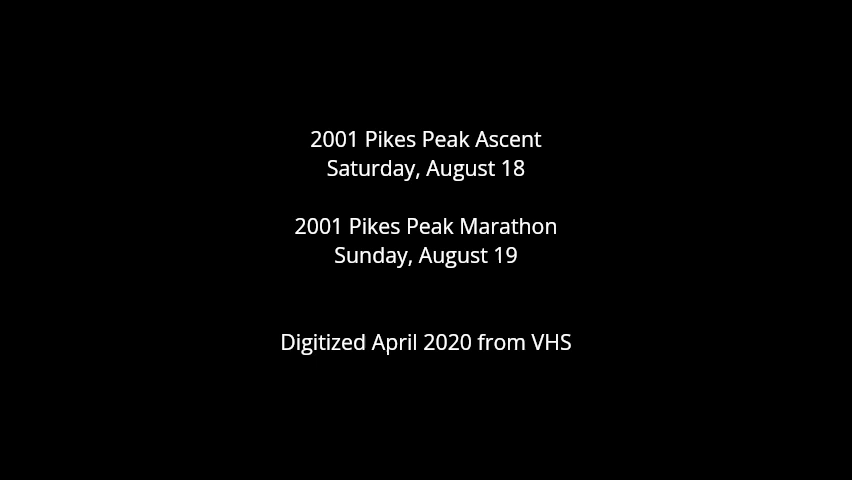 2001 Pikes Peak Ascent
Saturday, August 18
2001 Pikes Peak Marathon
Sunday, August 19
Digitized April 2020 from VHS